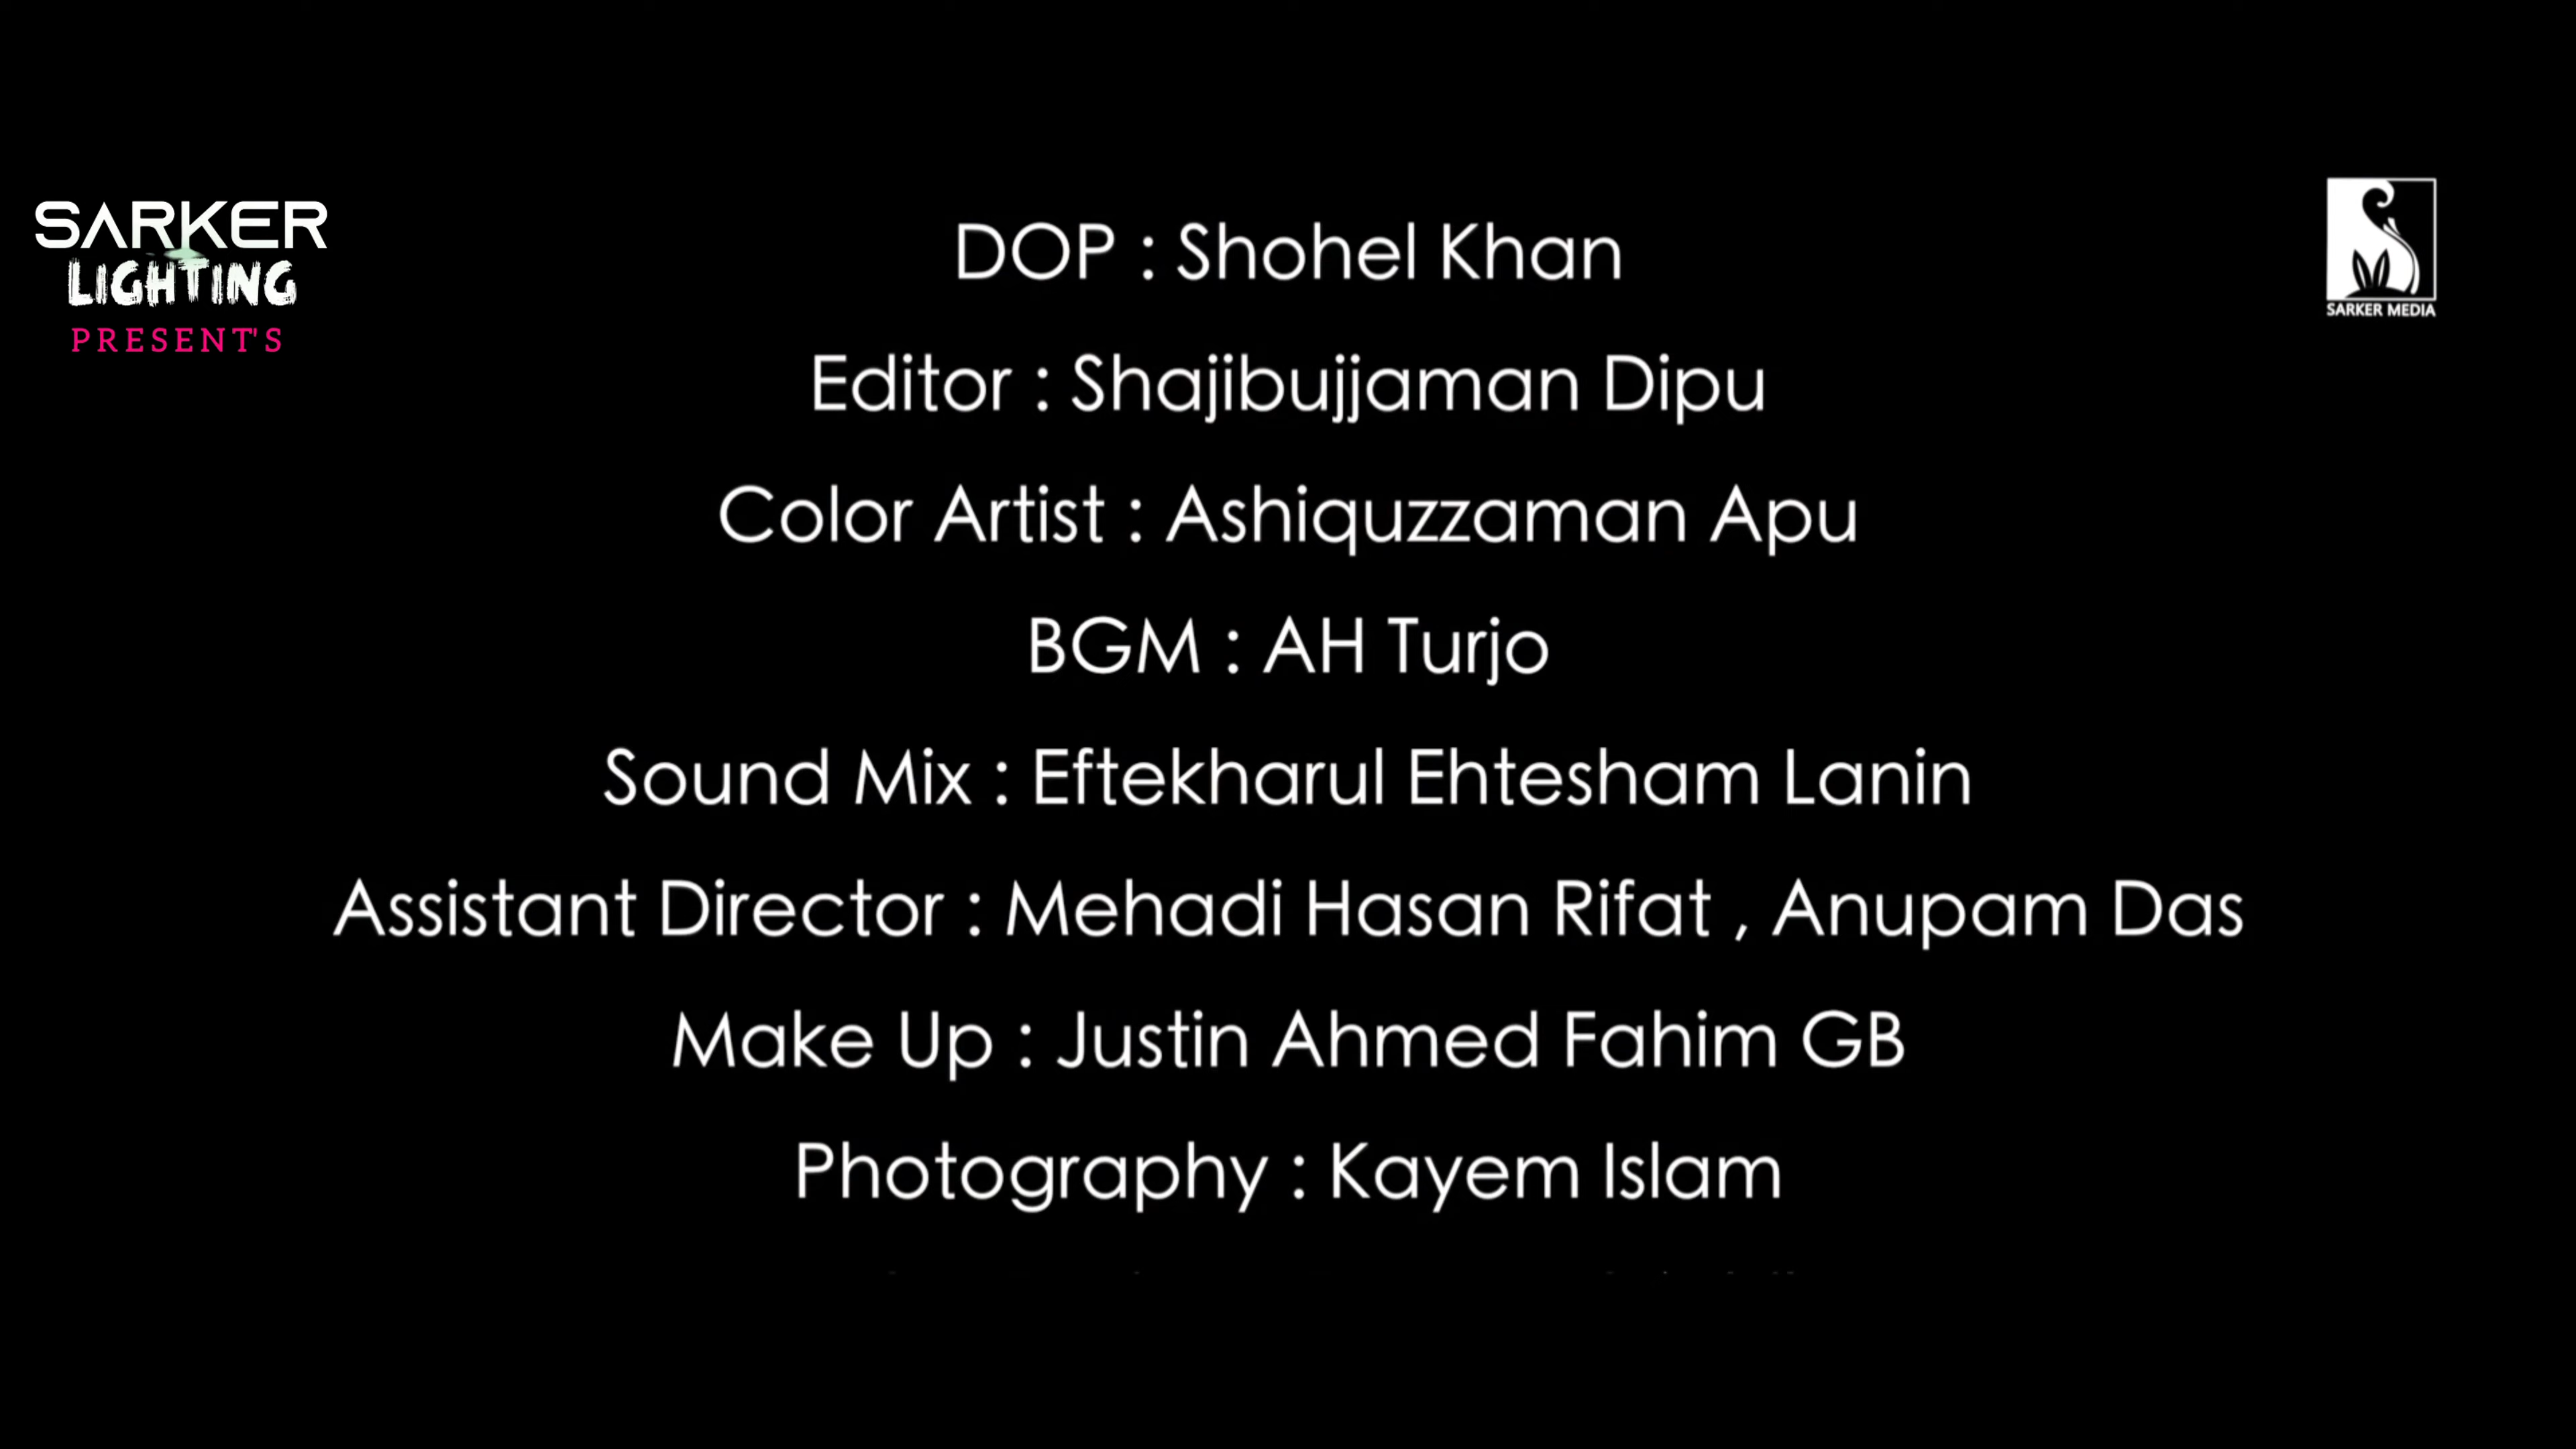 SARKER
LIGHTING
PRESENT'S
SARKER MEDIA
DOP : Shohel Khan
Editor : Shajibujjaman Dipu
Color Artist : Ashiquzzaman Apu
BGM : AH Turjo
Sound Mix : Eftekharul Ehtesham Lanin
Assistant Director : Mehadi Hasan Rifat , Anupam Das
Make Up : Justin Ahmed Fahim GB
Photography : Kayem Islam